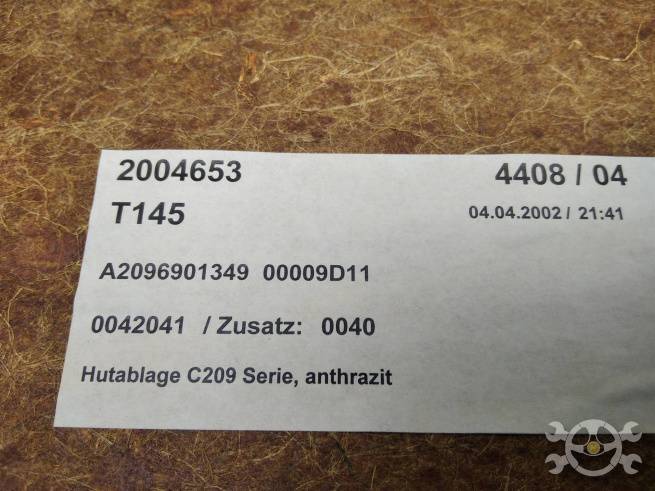 2004653 4408 / 04
T145 04.04.2002 / 21:41
A2096901349 00009D11
0042041 / Zusatz: 0040
Hutablage C209 Serie, anthrazit